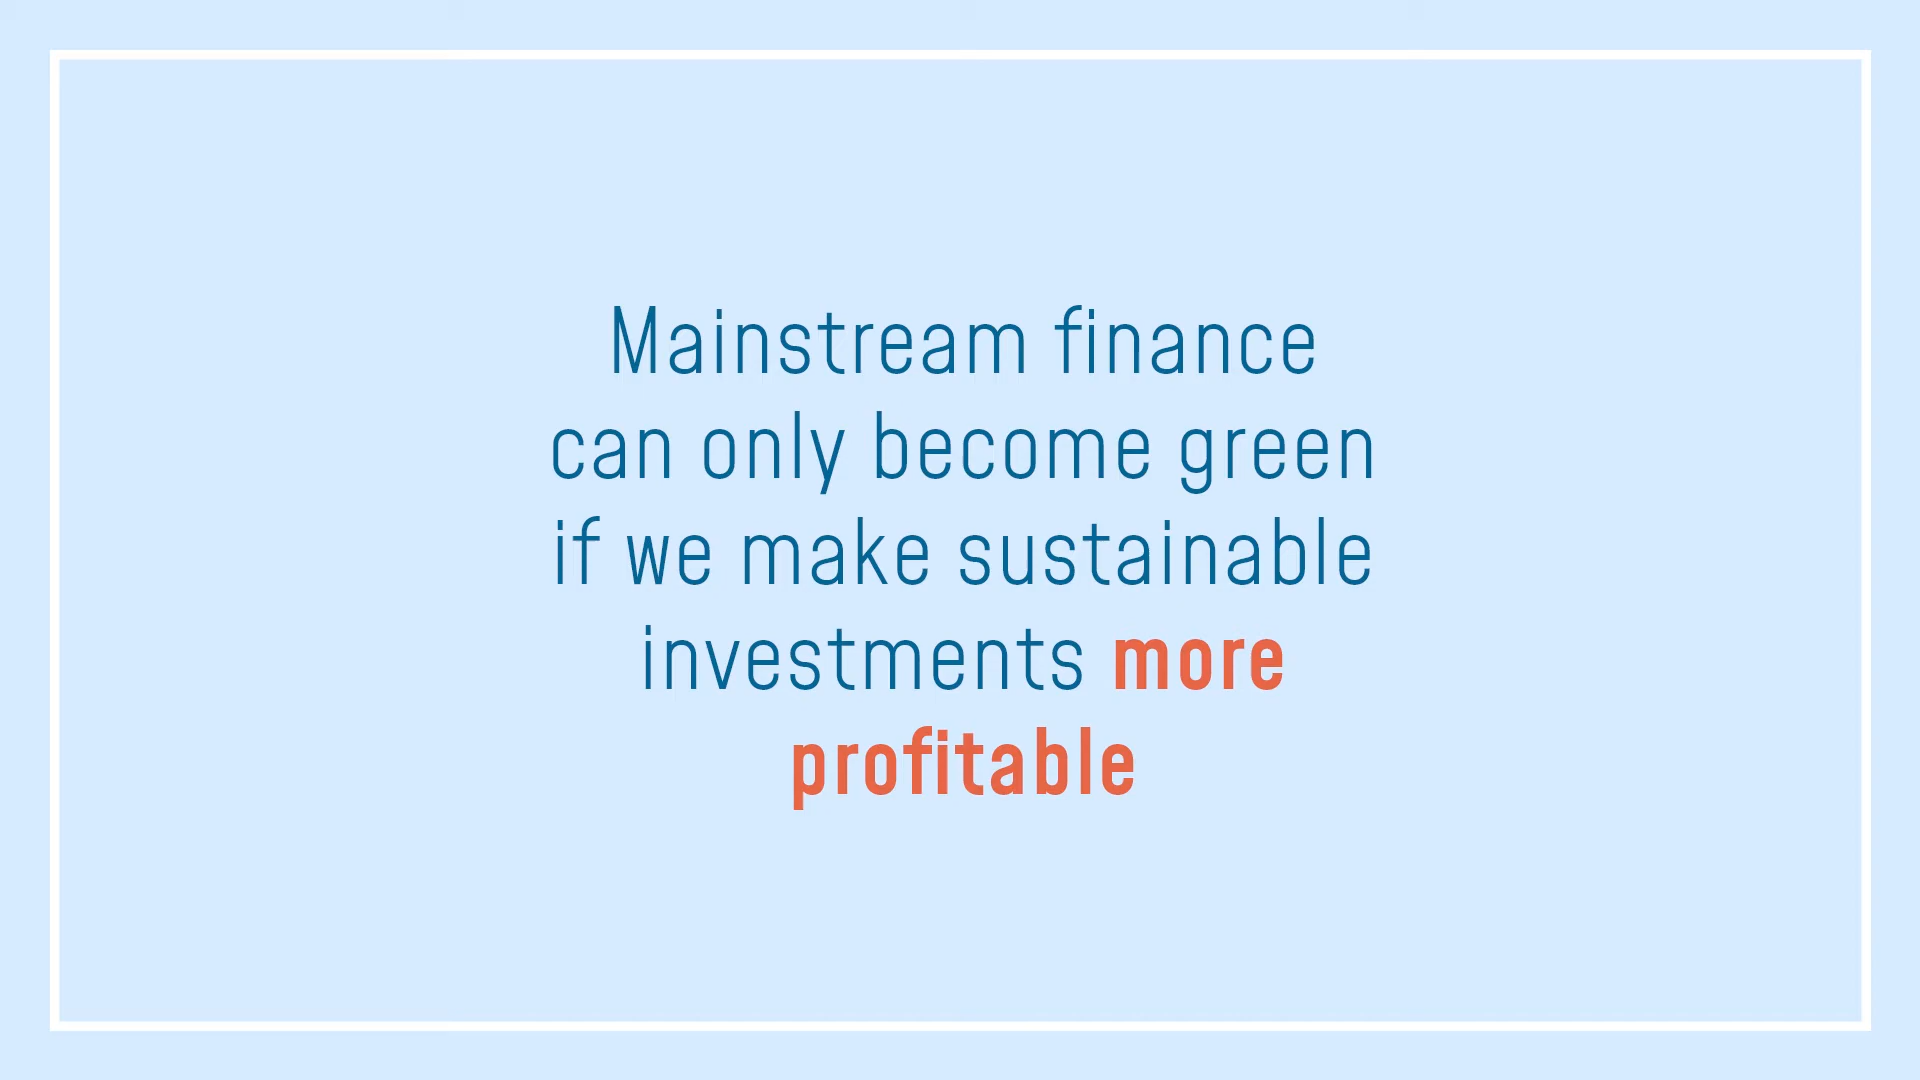 Mainstream finance
can only become green
if we make sustainable
investments more
profitable